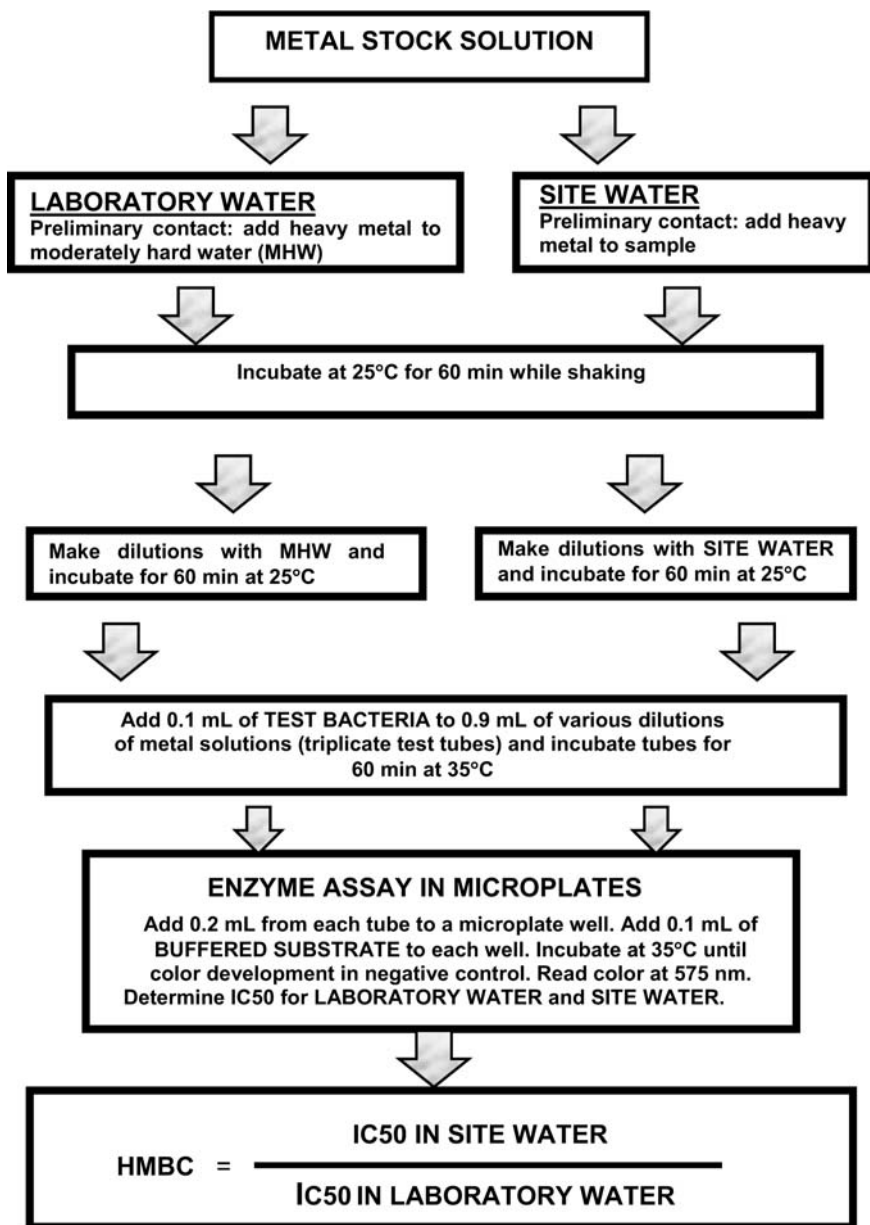 METAL STOCK SOLUTION
LABORATORY WATER
Preliminary contact: add heavy metal to
moderately hard water (MHW)
SITE WATER
Preliminary contact: add heavy
metal to sample
Incubate at 25°C for 60 min while shaking
Make dilutions with MHW and
incubate for 60 min at 25°C
Make dilutions with SITE WATER
and incubate for 60 min at 25°C
Add 0.1 mL of TEST BACTERIA to 0.9 mL of various dilutions
of metal solutions (triplicate test tubes) and incubate tubes for
60 min at 35°C
ENZYME ASSAY IN MICROPLATES
Add 0.2 mL from each tube to a microplate well. Add 0.1 mL of
BUFFERED SUBSTRATE to each well. Incubate at 35°C until
color development in negative control. Read color at 575 nm.
Determine IC50 for LABORATORY WATER and SITE WATER.
IC50 IN SITE WATER
HMBC =
IC50 IN LABORATORY WATER